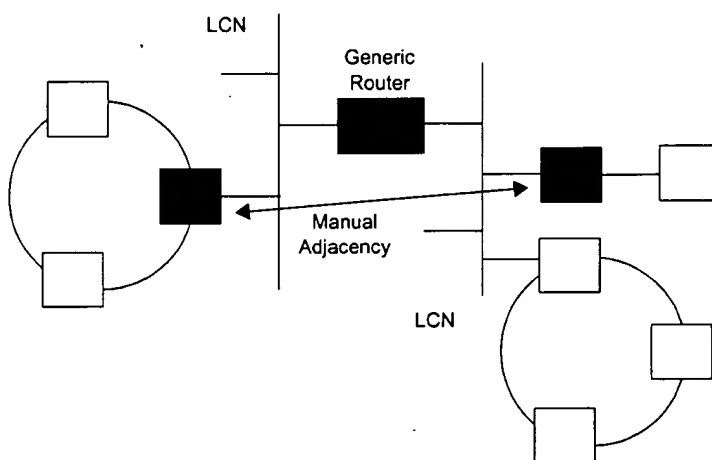 LCN
Generic
Router
Manual
Adjacency
LCN